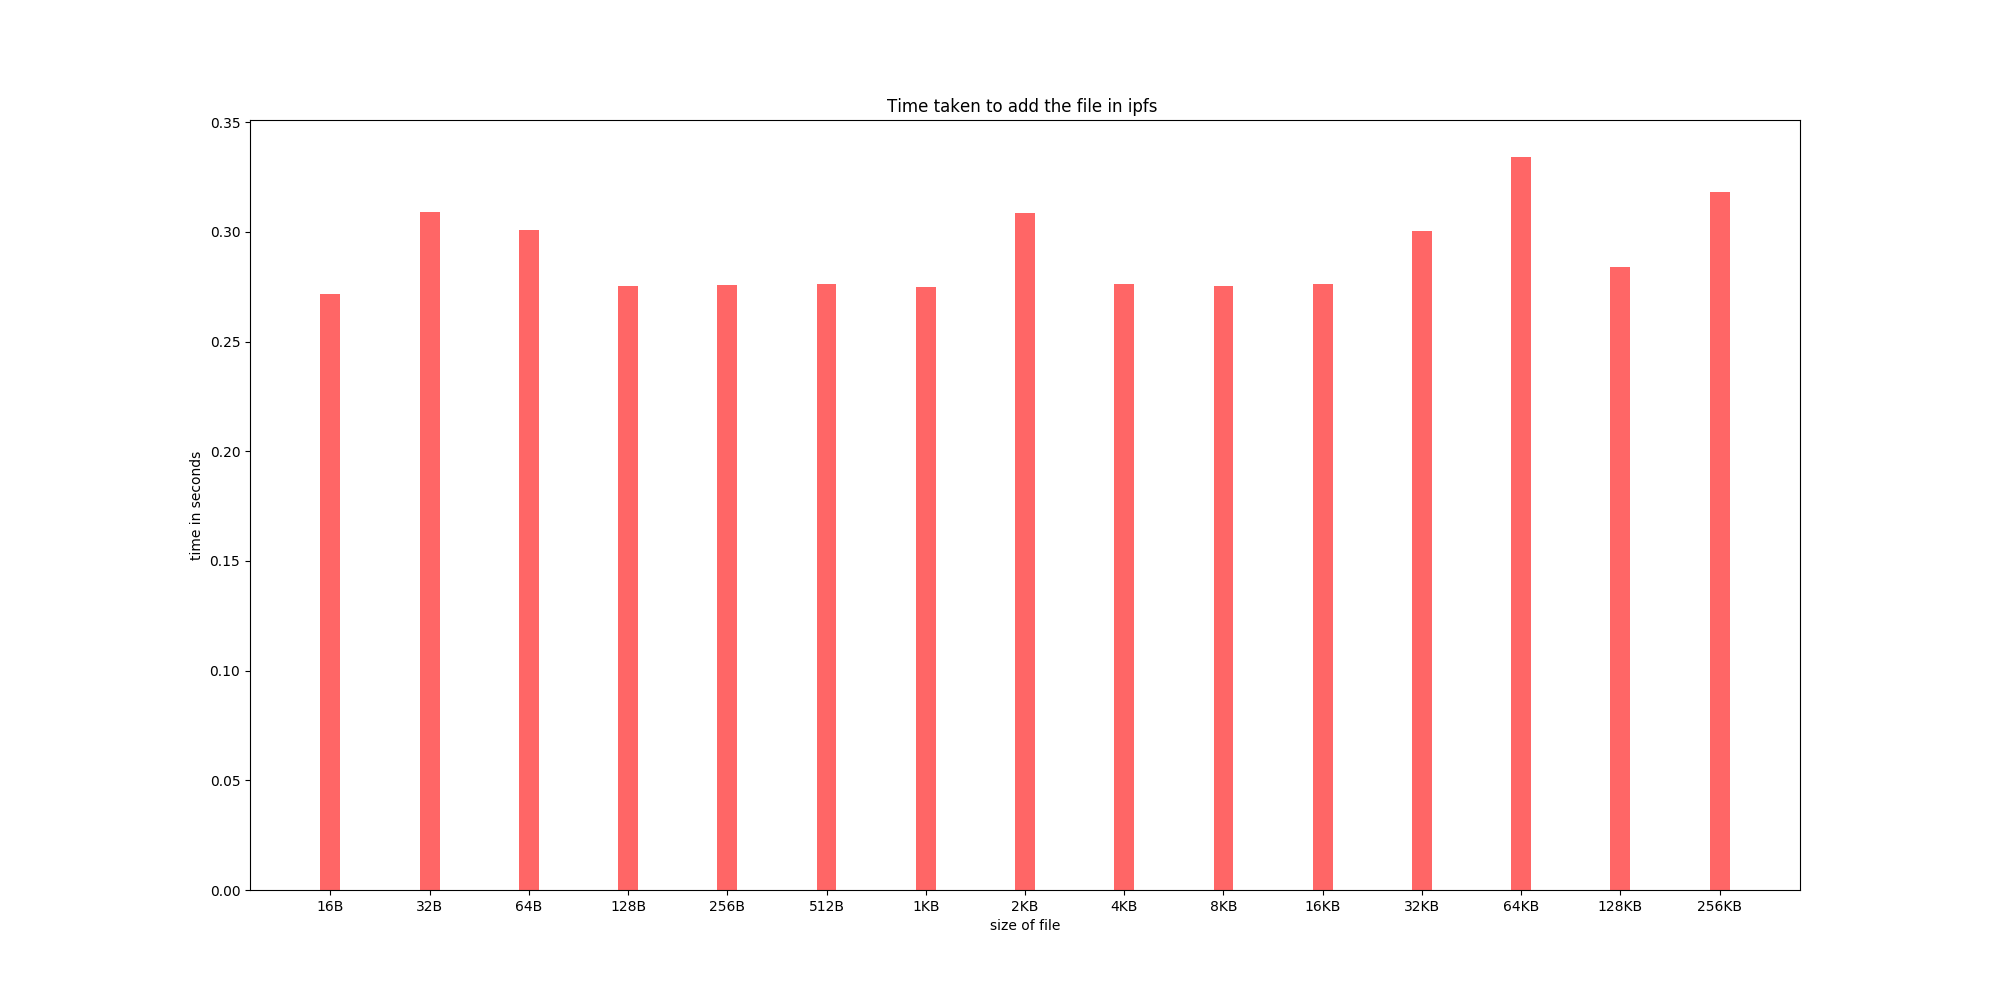 Time taken to add the file in ipfs
0.35
0.30
0.25
0.20
0.15
0.10
0.05
0.00
time in seconds
16B 32B 64B 128B 256B 512B 1KB 2KB 4KB 8KB 16KB 32KB 64KB 128KB 256KB
size of file